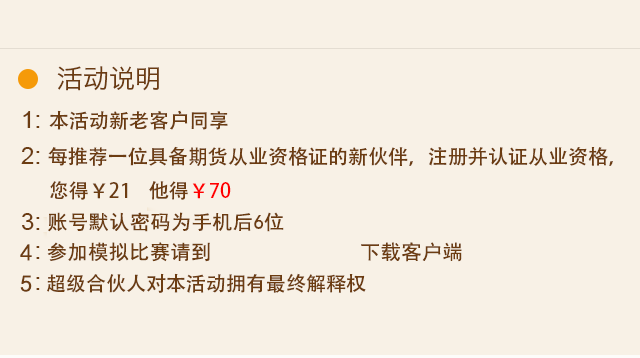 活动说明
1: 本活动新老客户同享
2: 每推荐一位具备期货从业资格证的新伙伴，注册并认证从业资格，
您得￥21 他得￥70
3: 账号默认密码为手机后6位
4: 参加模拟比赛请到 下载客户端
5: 超级合伙人对本活动拥有最终解释权